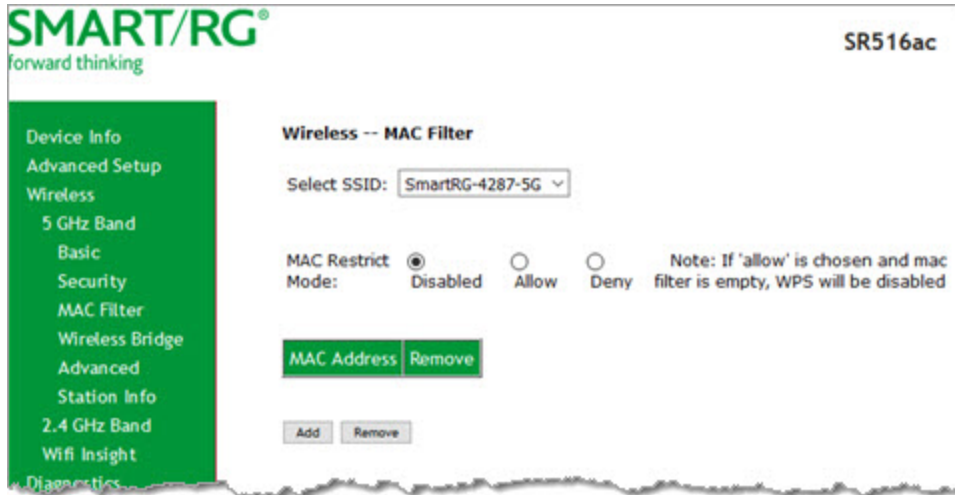 SMART/RG®
forward thinking
SR516ac
Device Info
Advanced Setup
Wireless
5 GHz Band
Basic
Security
MAC Filter
Wireless Bridge
Advanced
Station Info
2.4 GHz Band
Wifi Insight
Diagnostics
Wireless -- MAC Filter
Select SSID: SmartRG-4287-5G
MAC Restrict Mode: Disabled Allow Deny
Note: If 'allow' is chosen and mac
filter is empty, WPS will be disabled
MAC Address Remove
Add Remove